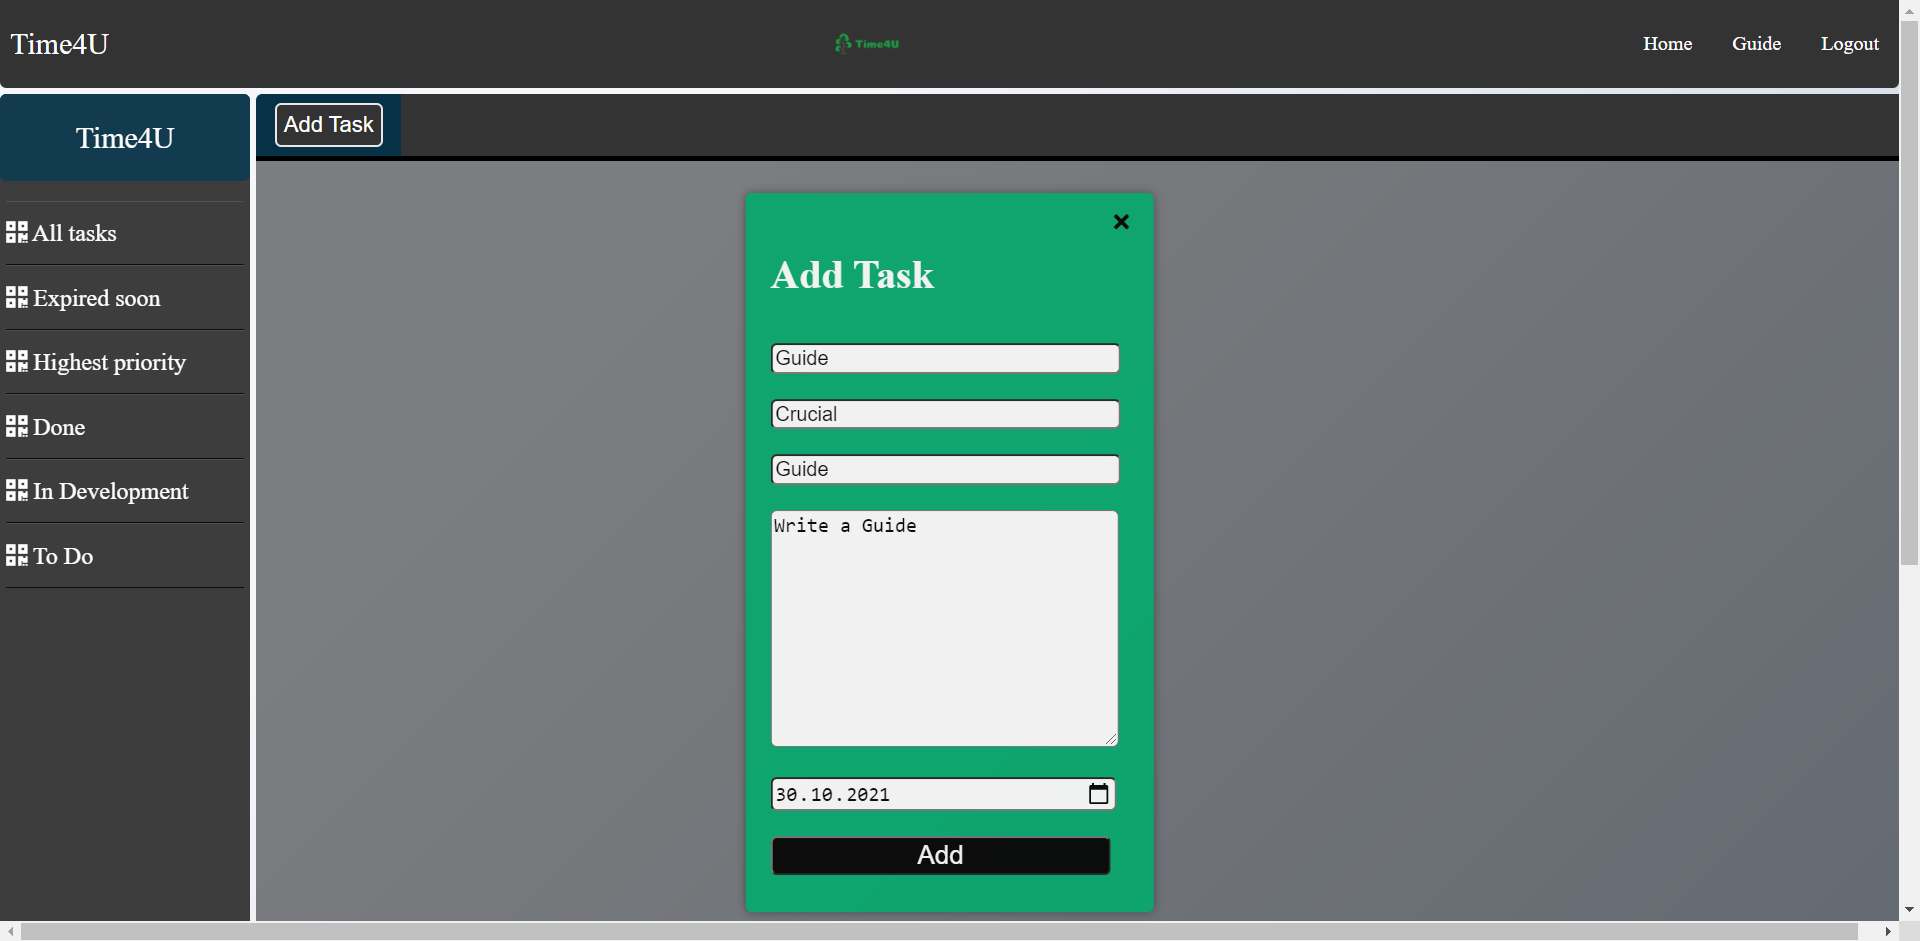 Time4U
Time4U
Home
Guide
Logout
Time4U
Add Task
All tasks
Expired soon
Highest priority
Done
In Development
To Do
Add Task
Guide
Crucial
Guide
Write a Guide
30.10.2021
Add